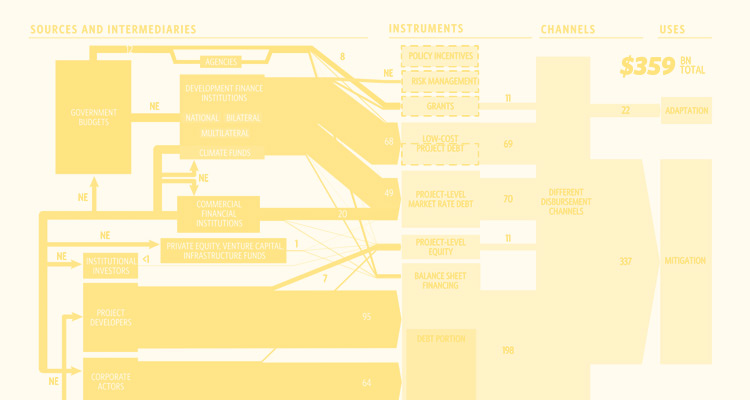 SOURCES AND INTERMEDIARIES
INSTRUMENTS
CHANNELS
USES
12
8
AGENCIES
GOVERNMENT
BUDGETS
NE
DEVELOPMENT FINANCE
INSTITUTIONS
NATIONAL BILATERAL
MULTILATERAL
CLIMATE FUNDS
NE
COMMERCIAL
FINANCIAL
INSTITUTIONS
20
NE
NE
PRIVATE EQUITY, VENTURE CAPITAL
INFRASTRUCTURE FUNDS
1
NE
INSTITUTIONAL
INVESTORS
<1
7
PROJECT
DEVELOPERS
95
CORPORATE
ACTORS
NE
64
POLICY INCENTIVES
NE
RISK MANAGEMENT
GRANTS
11
68
LOW-COST
PROJECT DEBT
69
49
PROJECT-LEVEL
MARKET RATE DEBT
70
PROJECT-LEVEL
EQUITY
11
BALANCE SHEET
FINANCING
DEBT PORTION
198
DIFFERENT
DISBURSEMENT
CHANNELS
$359 BN
TOTAL
22
ADAPTATION
337
MITIGATION